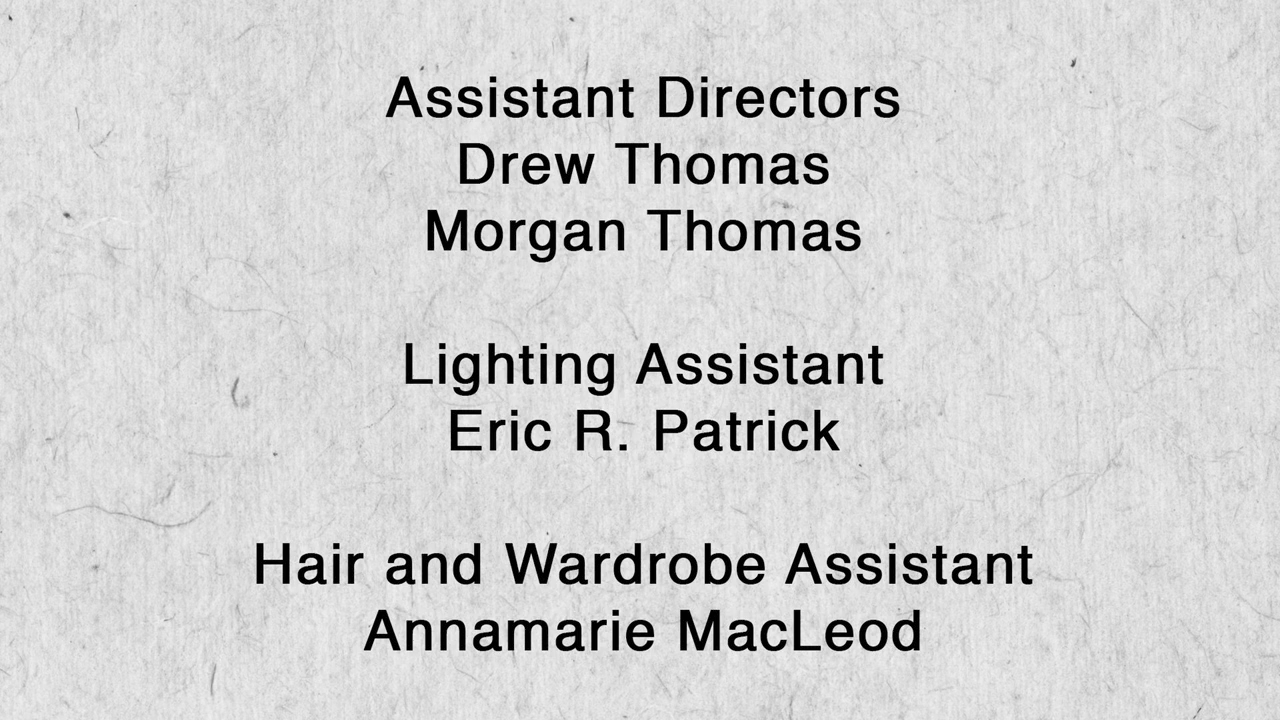 Assistant Directors
Drew Thomas
Morgan Thomas
Lighting Assistant
Eric R. Patrick
Hair and Wardrobe Assistant
Annamarie MacLeod